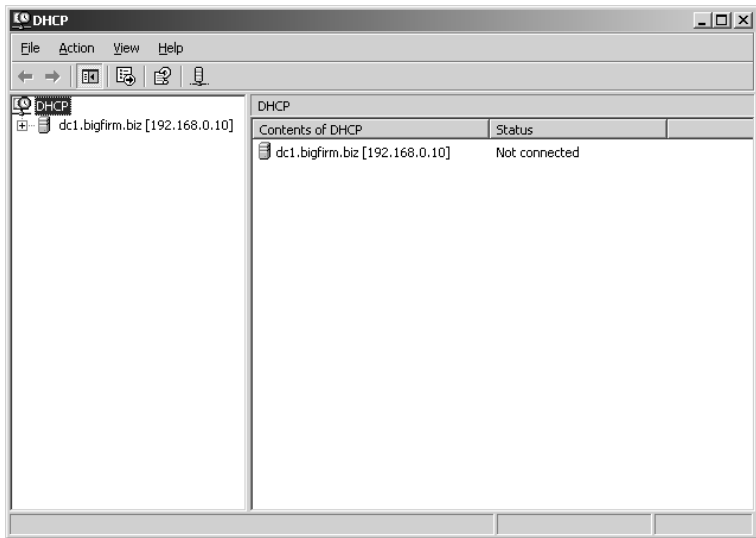 DHCP
File Action View Help
DHCP
dc1.bigfirm.biz [192.168.0.10]
DHCP
Contents of DHCP Status
dc1.bigfirm.biz [192.168.0.10] Not connected